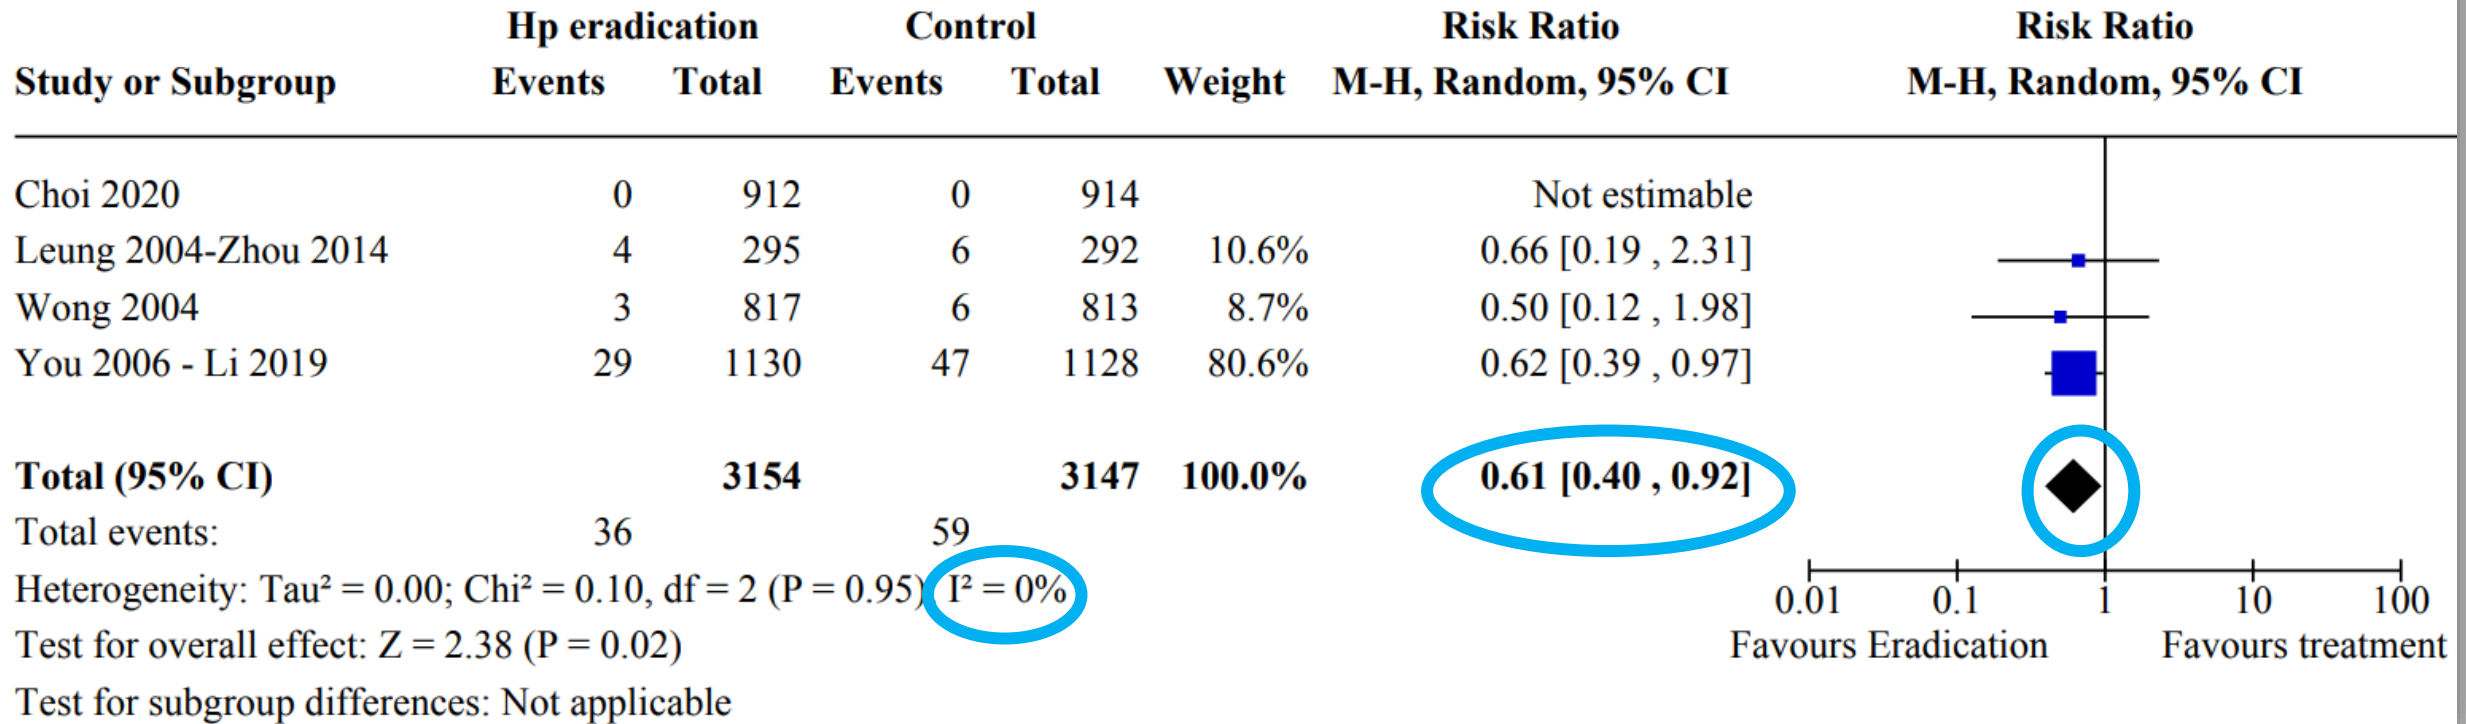 Hp eradication Control Risk Ratio Risk Ratio
Study or Subgroup Events Total Events Total Weight M-H, Random, 95% CI M-H, Random, 95% CI
Choi 2020 0 912 0 914 Not estimable
Leung 2004-Zhou 2014 4 295 6 292 10.6% 0.66 [0.19 , 2.31]
Wong 2004 3 817 6 813 8.7% 0.50 [0.12 , 1.98]
You 2006 - Li 2019 29 1130 47 1128 80.6% 0.62 [0.39 , 0.97]
Total (95% CI) 3154 3147 100.0% 0.61 [0.40 , 0.92]
Total events: 36 59
Heterogeneity: Tau² = 0.00; Chi² = 0.10, df = 2 (P = 0.95) I² = 0%
0.01 0.1 1 10 100
Test for overall effect: Z = 2.38 (P = 0.02) Favours Eradication Favours treatment
Test for subgroup differences: Not applicable